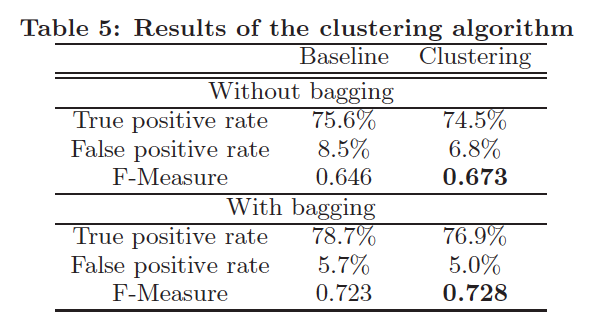 Table 5: Results of the clustering algorithm
Baseline Clustering
Without bagging
True positive rate 75.6% 74.5%
False positive rate 8.5% 6.8%
F-Measure 0.646 0.673
With bagging
True positive rate 78.7% 76.9%
False positive rate 5.7% 5.0%
F-Measure 0.723 0.728